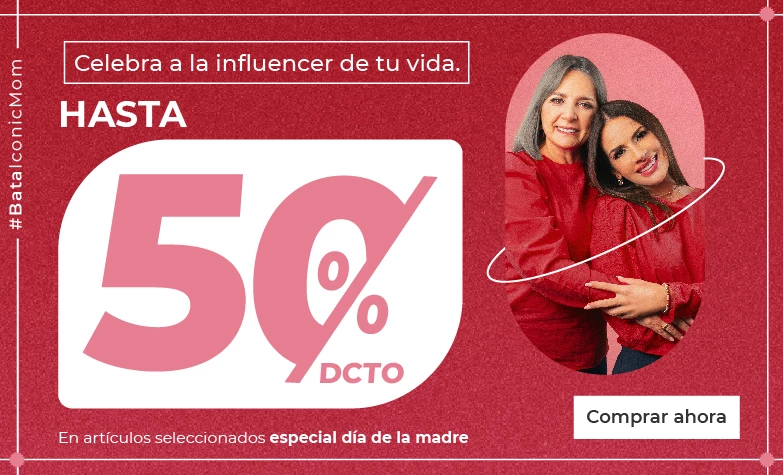 #BataIconicMom
Celebra a la influencer de tu vida.
HASTA
50%
DCTO
En artículos seleccionados especial día de la madre
Comprar ahora